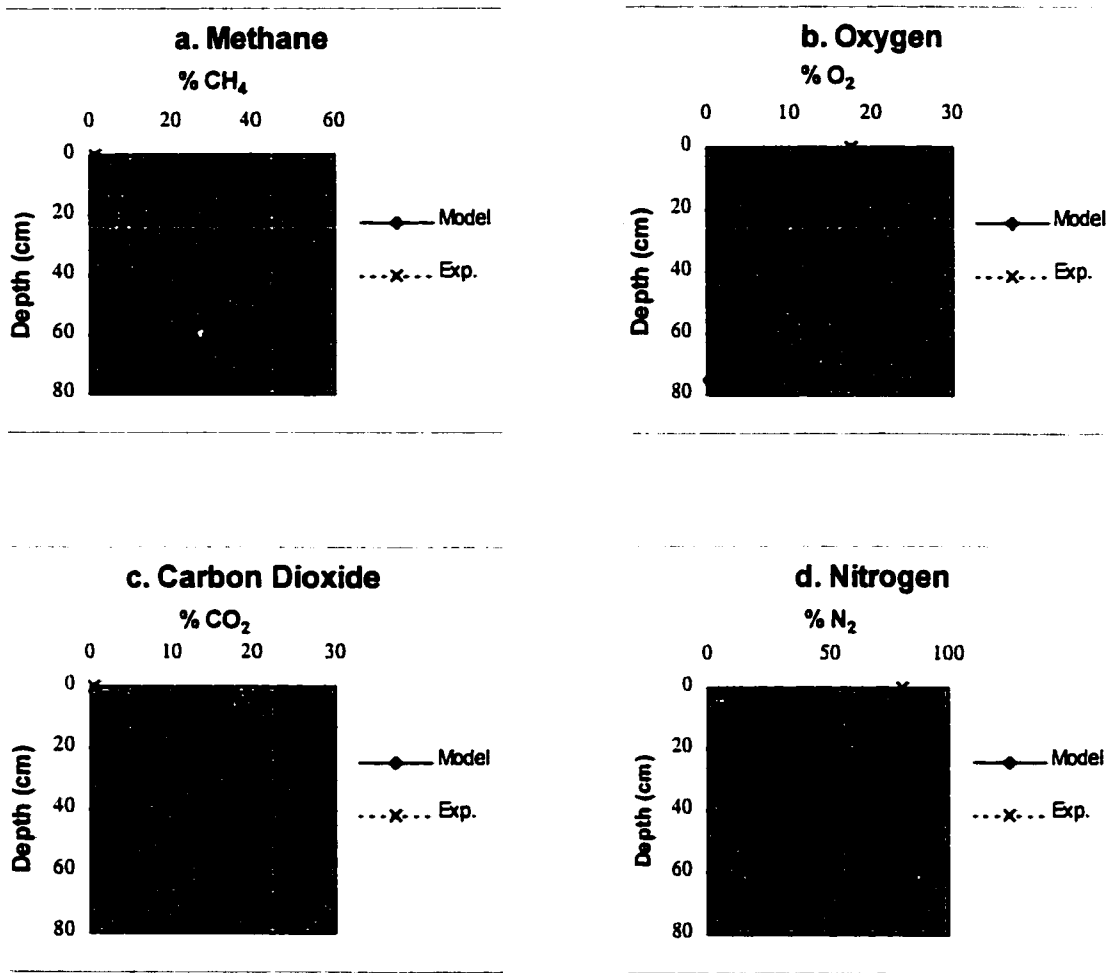 a. Methane
% CH₄
0 20 40 60
0
20
40
60
80
Depth (cm)
Model
Exp.
b. Oxygen
% O₂
0 10 20 30
0
20
40
60
80
Depth (cm)
Model
Exp.
c. Carbon Dioxide
% CO₂
0 10 20 30
0
20
40
60
80
Depth (cm)
Model
Exp.
d. Nitrogen
% N₂
0 50 100
0
20
40
60
80
Depth (cm)
Model
Exp.